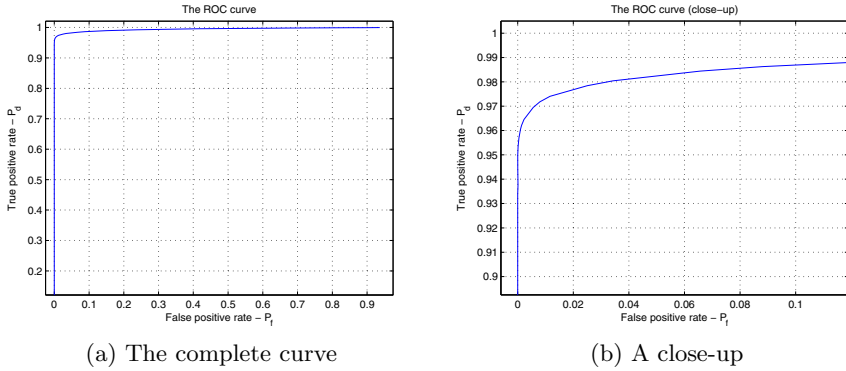 The ROC curve
1
0.9
0.8
0.7
0.6
0.5
0.4
0.3
0.2
True positive rate − P_d
0 0.1 0.2 0.3 0.4 0.5 0.6 0.7 0.8 0.9
False positive rate − P_f
(a) The complete curve
The ROC curve (close−up)
1
0.99
0.98
0.97
0.96
0.95
0.94
0.93
0.92
0.91
0.9
True positive rate − P_d
0 0.02 0.04 0.06 0.08 0.1
False positive rate − P_f
(b) A close-up